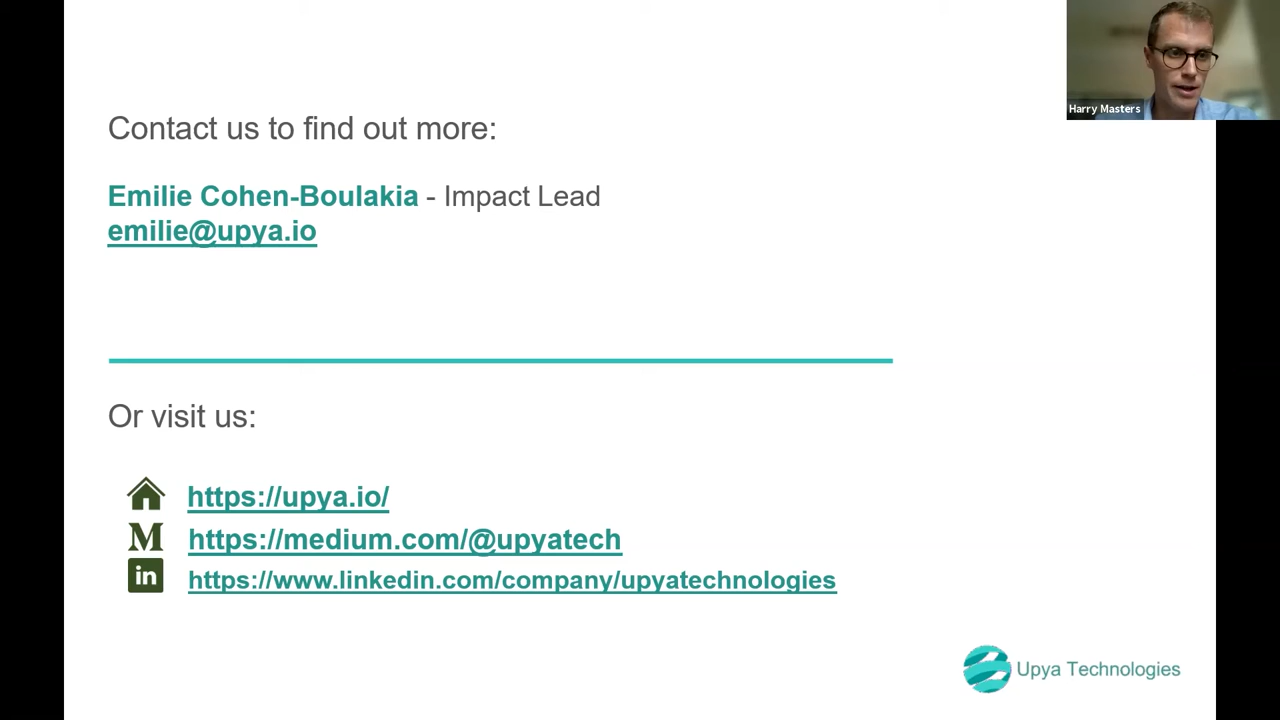 Harry Masters
Contact us to find out more:
Emilie Cohen-Boulakia - Impact Lead
emilie@upya.io
Or visit us:
https://upya.io/
M https://medium.com/@upyatech
in https://www.linkedin.com/company/upyatechnologies
Upya Technologies